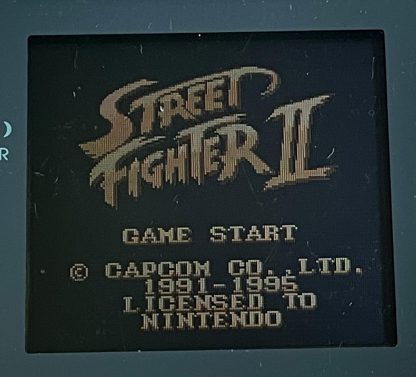 STREET
FIGHTER II
GAME START
© CAPCOM CO.,LTD.
1991-1995
LICENSED TO
NINTENDO